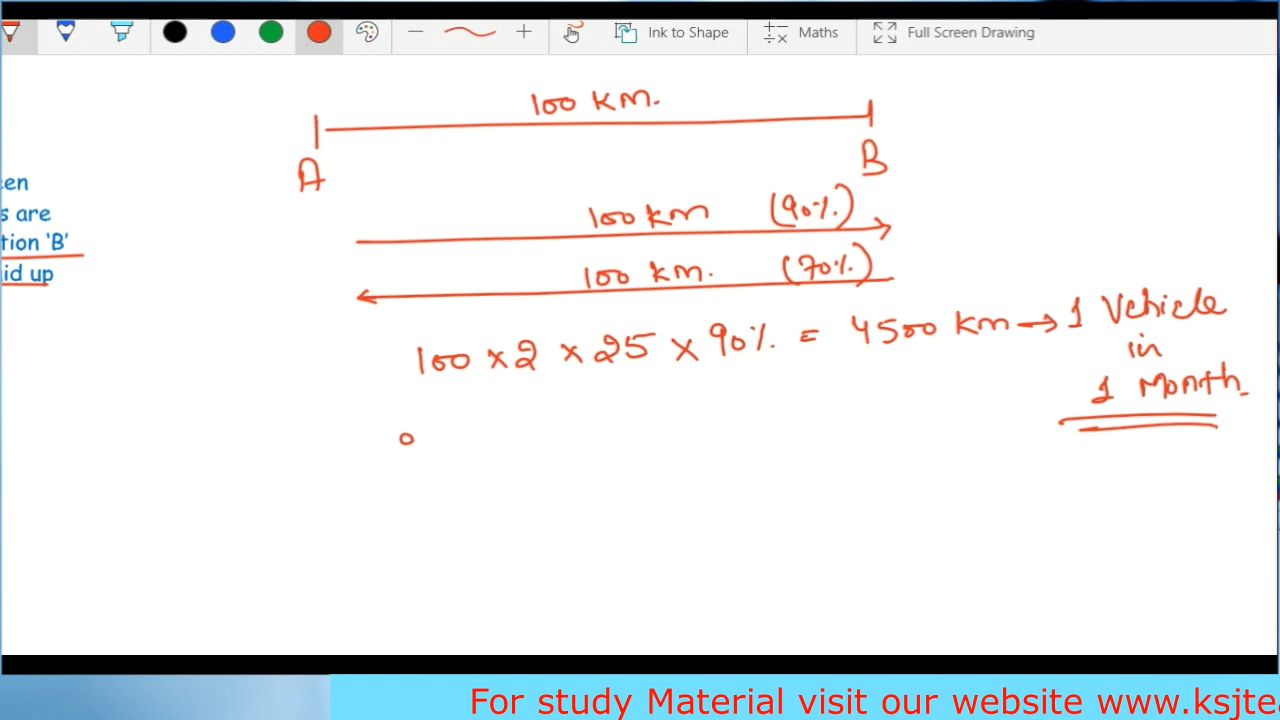 Ink to Shape Maths Full Screen Drawing
100 km.
A B
een
s are
tion 'B'
id up
100 km (90%)
100 km. (70%)
100 x 2 x 25 x 90% = 4500 km → 1 Vehicle
in
1 Month.
For study Material visit our website www.ksjtea